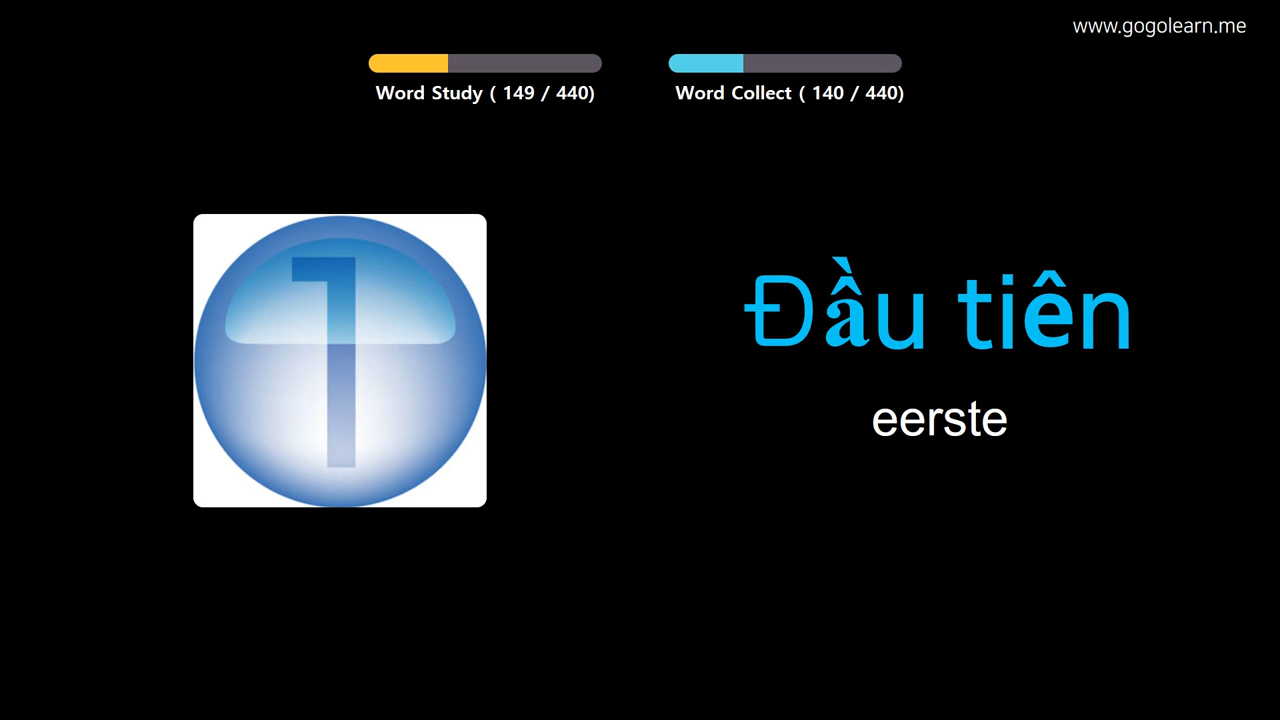 www.gogolearn.me
Word Study ( 149 / 440)
Word Collect ( 140 / 440)
1
Đầu tiên
eerste